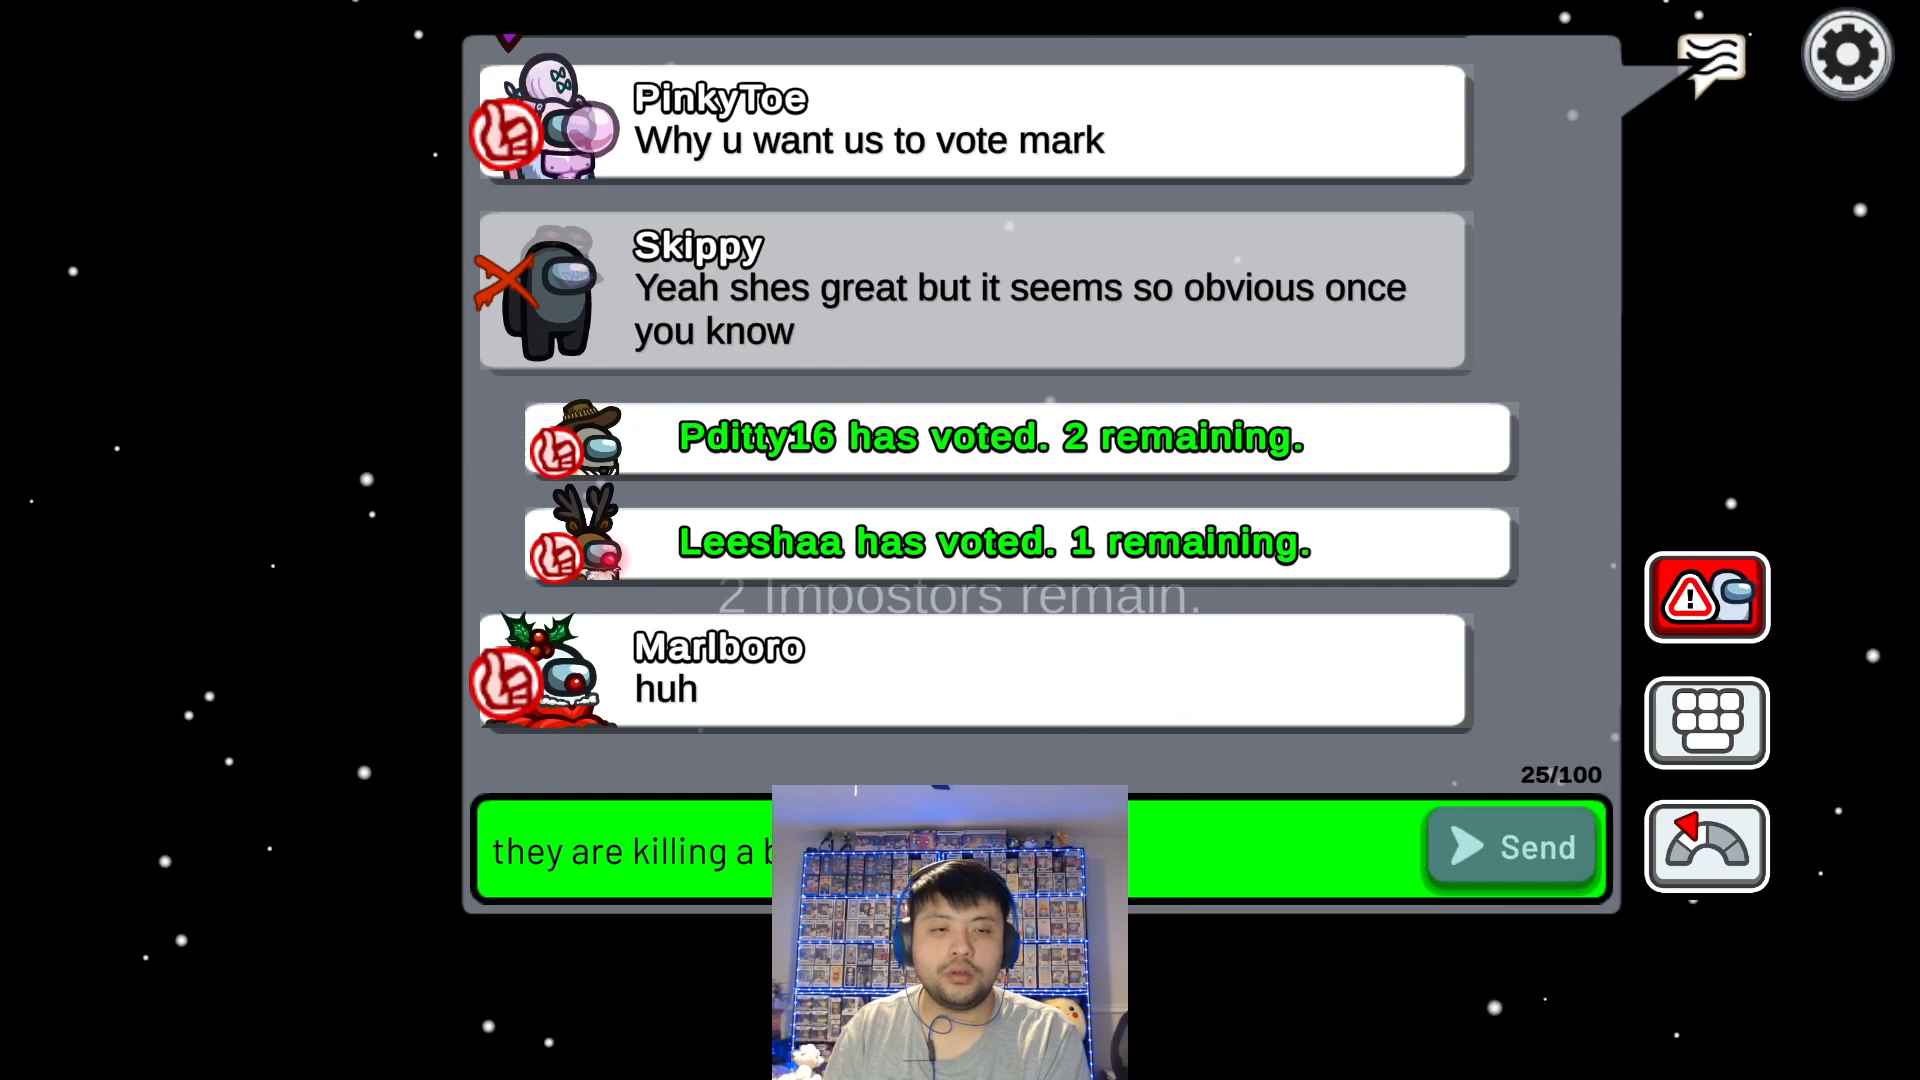 PinkyToe
Why u want us to vote mark
Skippy
Yeah shes great but it seems so obvious once
you know
Pditty16 has voted. 2 remaining.
Leeshaa has voted. 1 remaining.
2 Impostors remain.
Marlboro
huh
25/100
they are killing a
Send